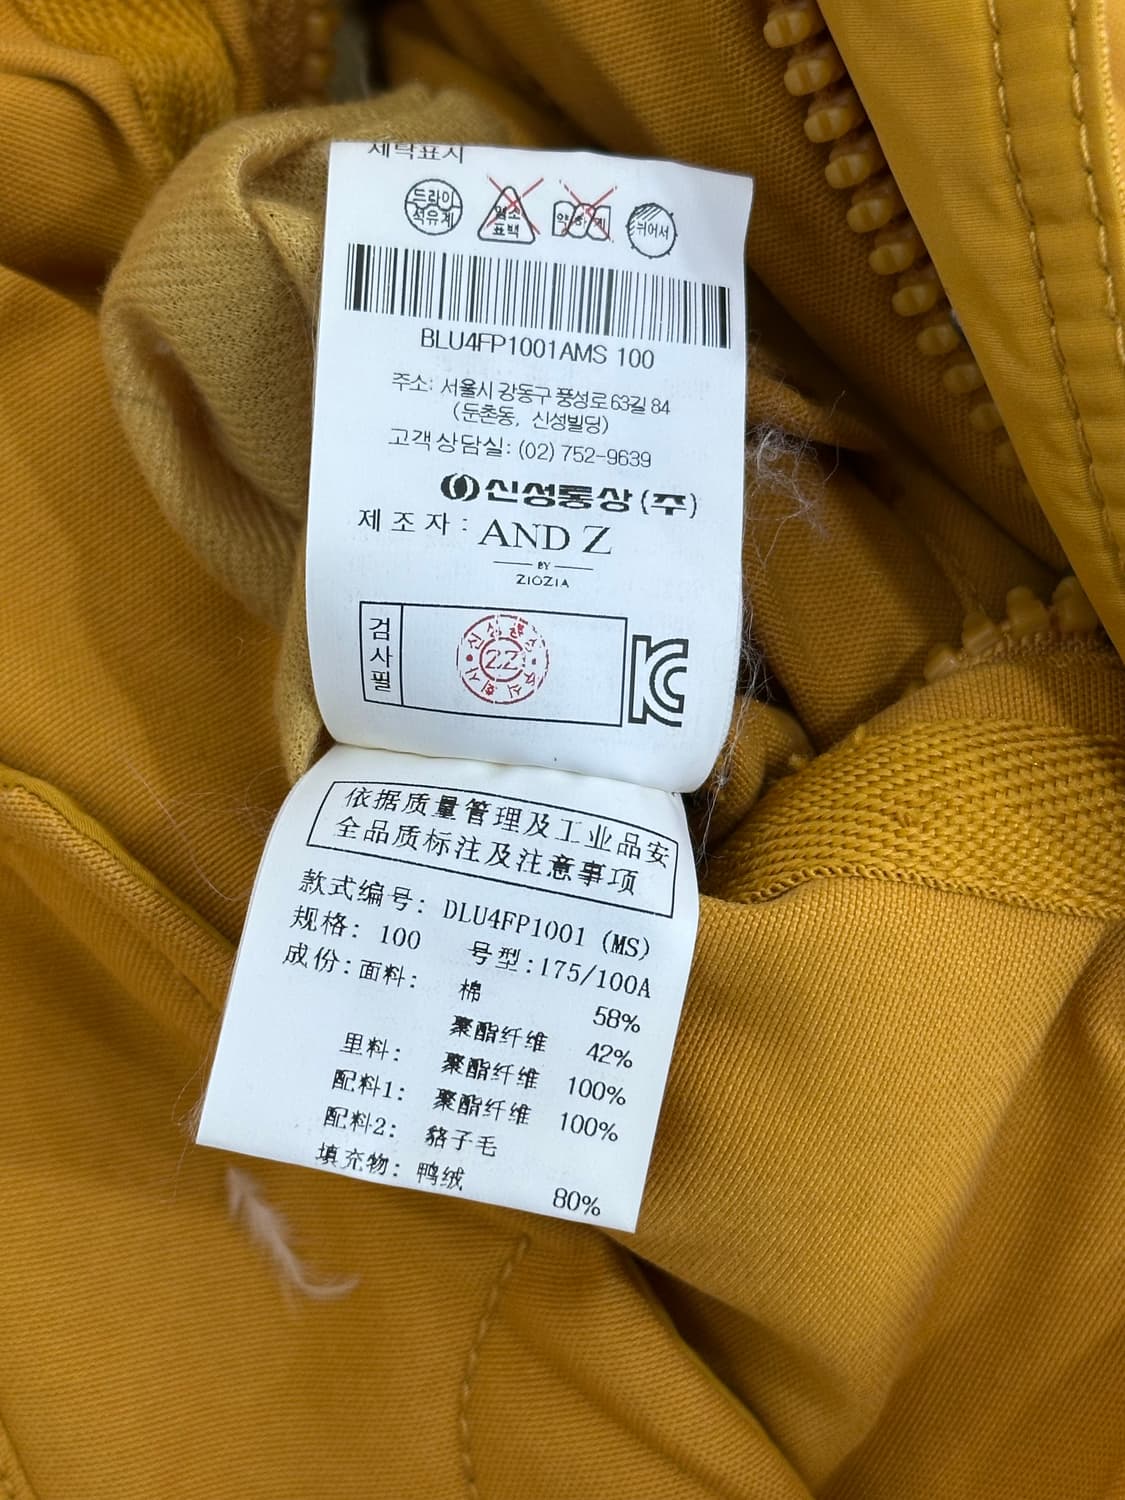 세탁표시
드라이 석유계
염소 표백
약하게
뉘어서
BLU4FP1001AMS 100
주소: 서울시 강동구 풍성로 63길 84
(둔촌동, 신성빌딩)
고객상담실: (02) 752-9639
신성통상(주)
제조자: AND Z
BY
ZIOZIA
검사필
22
KC
依据质量管理及工业品安
全品质标注及注意事项
款式编号: DLU4FP1001 (MS)
规格: 100 号型:175/100A
成份:面料: 棉 58%
聚酯纤维 42%
里料: 聚酯纤维 100%
配料1: 聚酯纤维 100%
配料2: 貉子毛
填充物: 鸭绒 80%